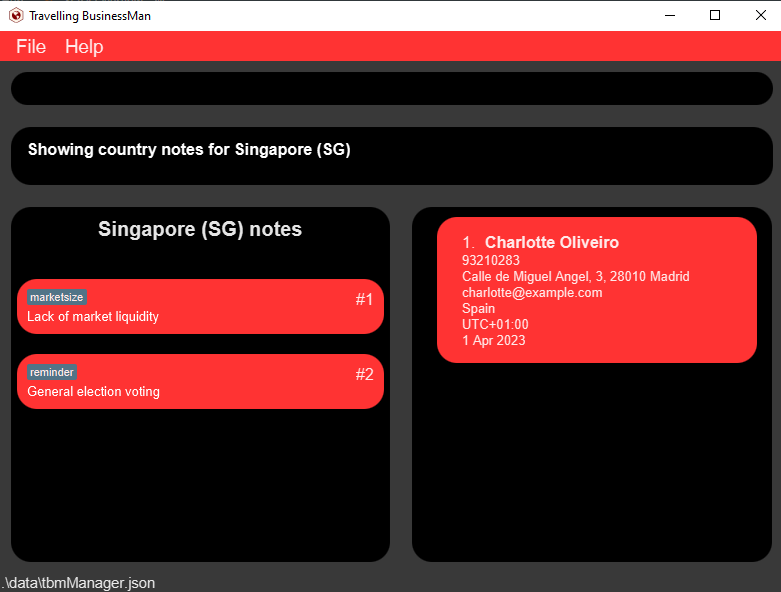 Travelling BusinessMan
File Help
Showing country notes for Singapore (SG)
Singapore (SG) notes
marketsize
#1
Lack of market liquidity
reminder
#2
General election voting
1. Charlotte Oliveiro
93210283
Calle de Miguel Angel, 3, 28010 Madrid
charlotte@example.com
Spain
UTC+01:00
1 Apr 2023
.\data\tbmManager.json